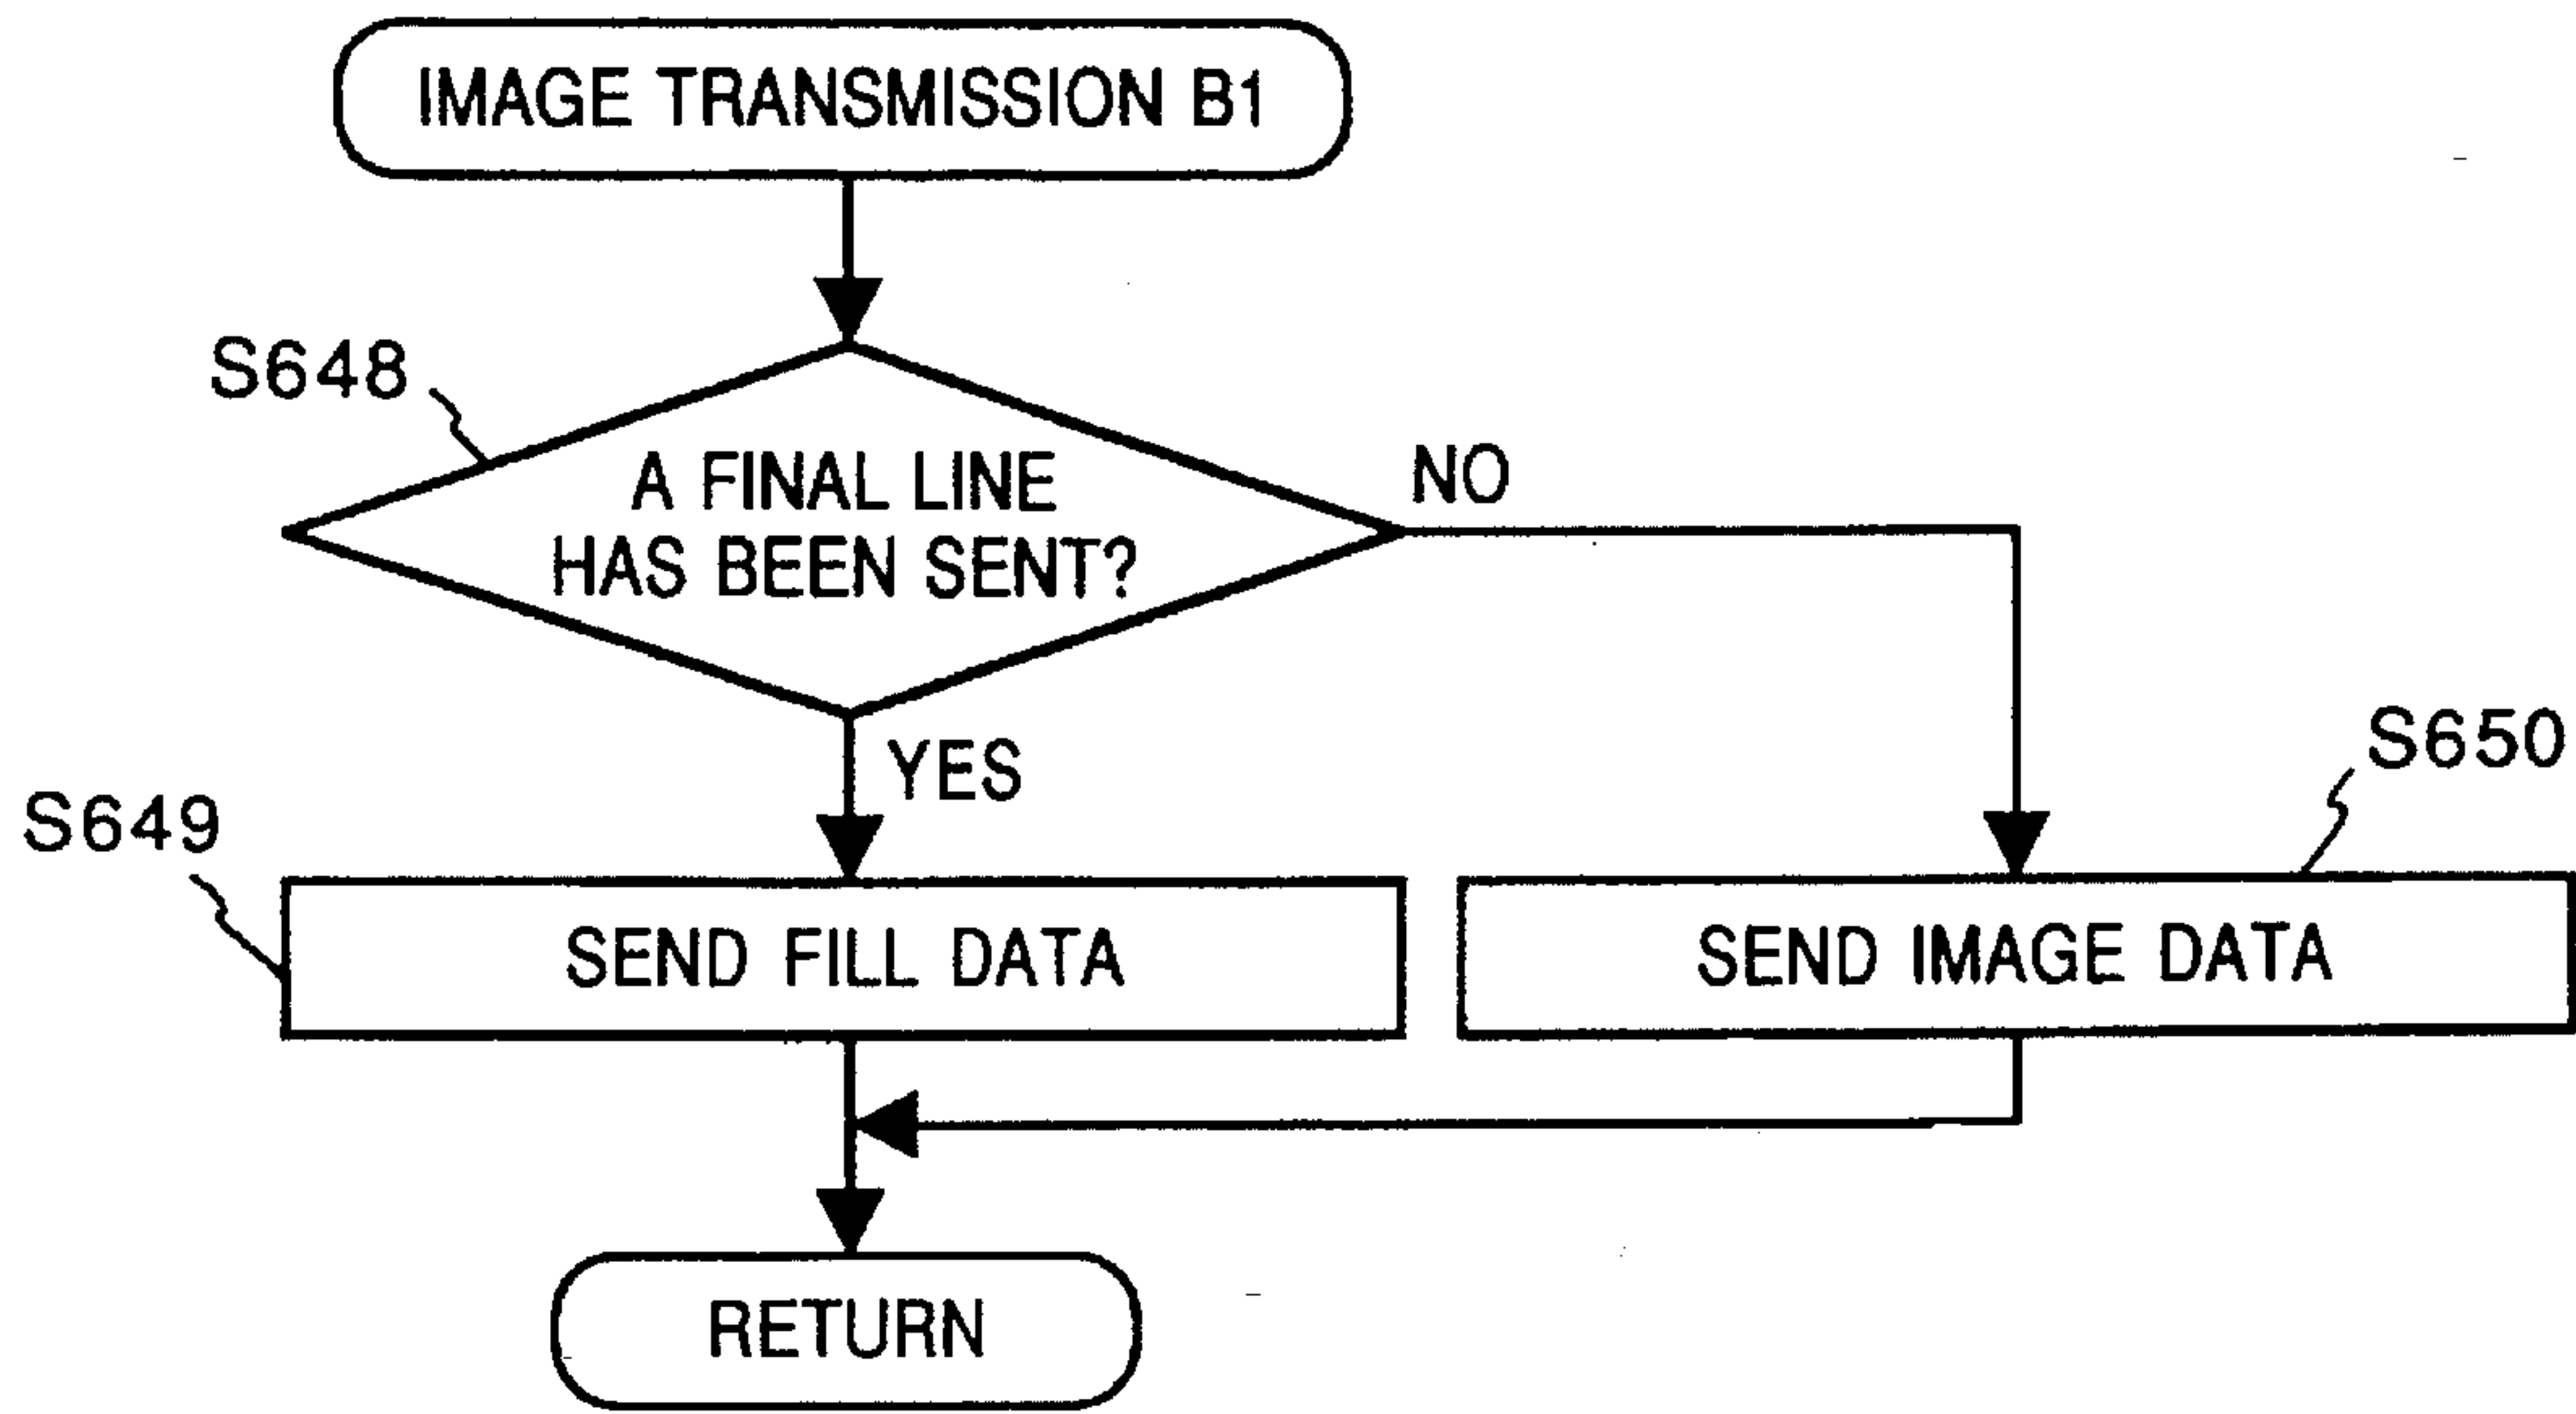 IMAGE TRANSMISSION B1
S648
A FINAL LINE
HAS BEEN SENT?
NO
YES
S649
S650
SEND FILL DATA
SEND IMAGE DATA
RETURN